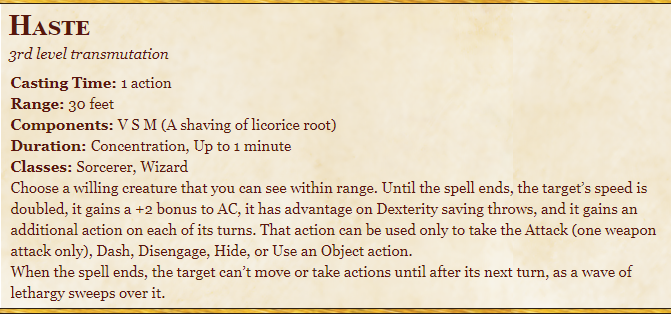 Haste
3rd level transmutation
Casting Time: 1 action
Range: 30 feet
Components: V S M (A shaving of licorice root)
Duration: Concentration, Up to 1 minute
Classes: Sorcerer, Wizard
Choose a willing creature that you can see within range. Until the spell ends, the target’s speed is
doubled, it gains a +2 bonus to AC, it has advantage on Dexterity saving throws, and it gains an
additional action on each of its turns. That action can be used only to take the Attack (one weapon
attack only), Dash, Disengage, Hide, or Use an Object action.
When the spell ends, the target can’t move or take actions until after its next turn, as a wave of
lethargy sweeps over it.